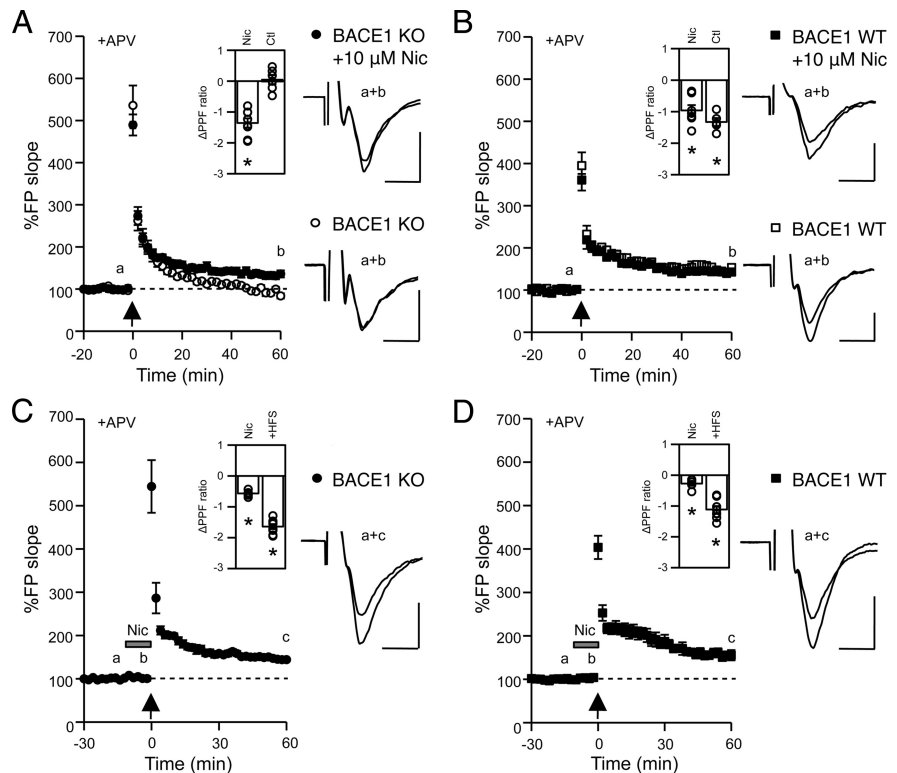 A
+APV
700
600
500
400
300
200
100
0
%FP slope
-20
0
20
40
60
Time (min)
a
b
Nic
Ctl
1
0
-1
-2
-3
ΔPPF ratio
*
BACE1 KO
+10 μM Nic
a+b
BACE1 KO
a+b
B
+APV
700
600
500
400
300
200
100
0
%FP slope
-20
0
20
40
60
Time (min)
a
b
Nic
Ctl
1
0
-1
-2
-3
ΔPPF ratio
*
*
BACE1 WT
+10 μM Nic
a+b
BACE1 WT
a+b
C
+APV
700
600
500
400
300
200
100
0
%FP slope
-30
0
30
60
Time (min)
Nic
a
b
c
Nic
+HFS
1
0
-1
-2
-3
ΔPPF ratio
*
*
BACE1 KO
a+c
D
+APV
700
600
500
400
300
200
100
0
%FP slope
-30
0
30
60
Time (min)
Nic
a
b
c
Nic
+HFS
1
0
-1
-2
-3
ΔPPF ratio
*
*
BACE1 WT
a+c